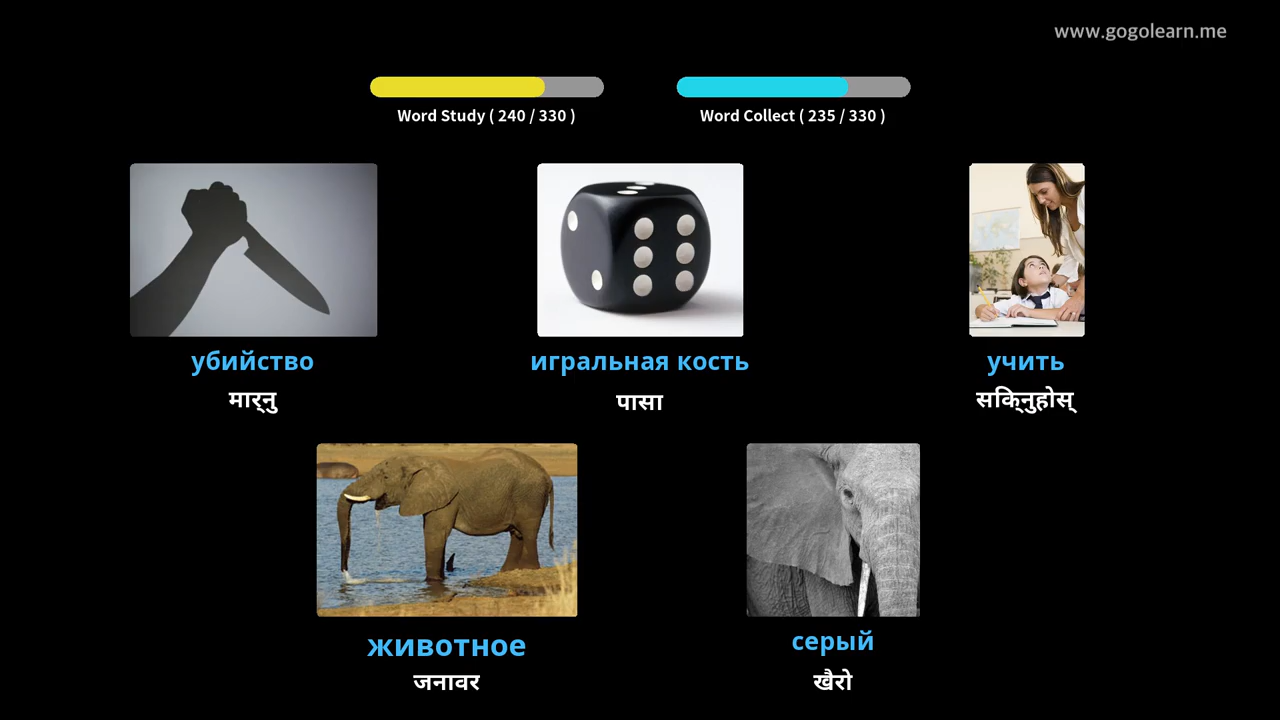 www.gogolearn.me
Word Study ( 240 / 330 )
Word Collect ( 235 / 330 )
убийство
игральная кость
учить
मार्नु
पासा
सक्नुहोस्
животное
серый
जनावर
खैरो